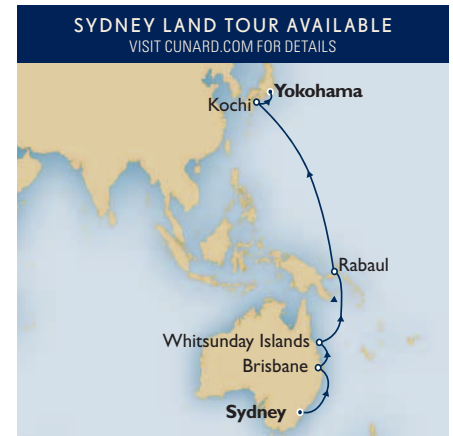 SYDNEY LAND TOUR AVAILABLE
VISIT CUNARD.COM FOR DETAILS
Yokohama
Kochi
Rabaul
Whitsunday Islands
Brisbane
Sydney